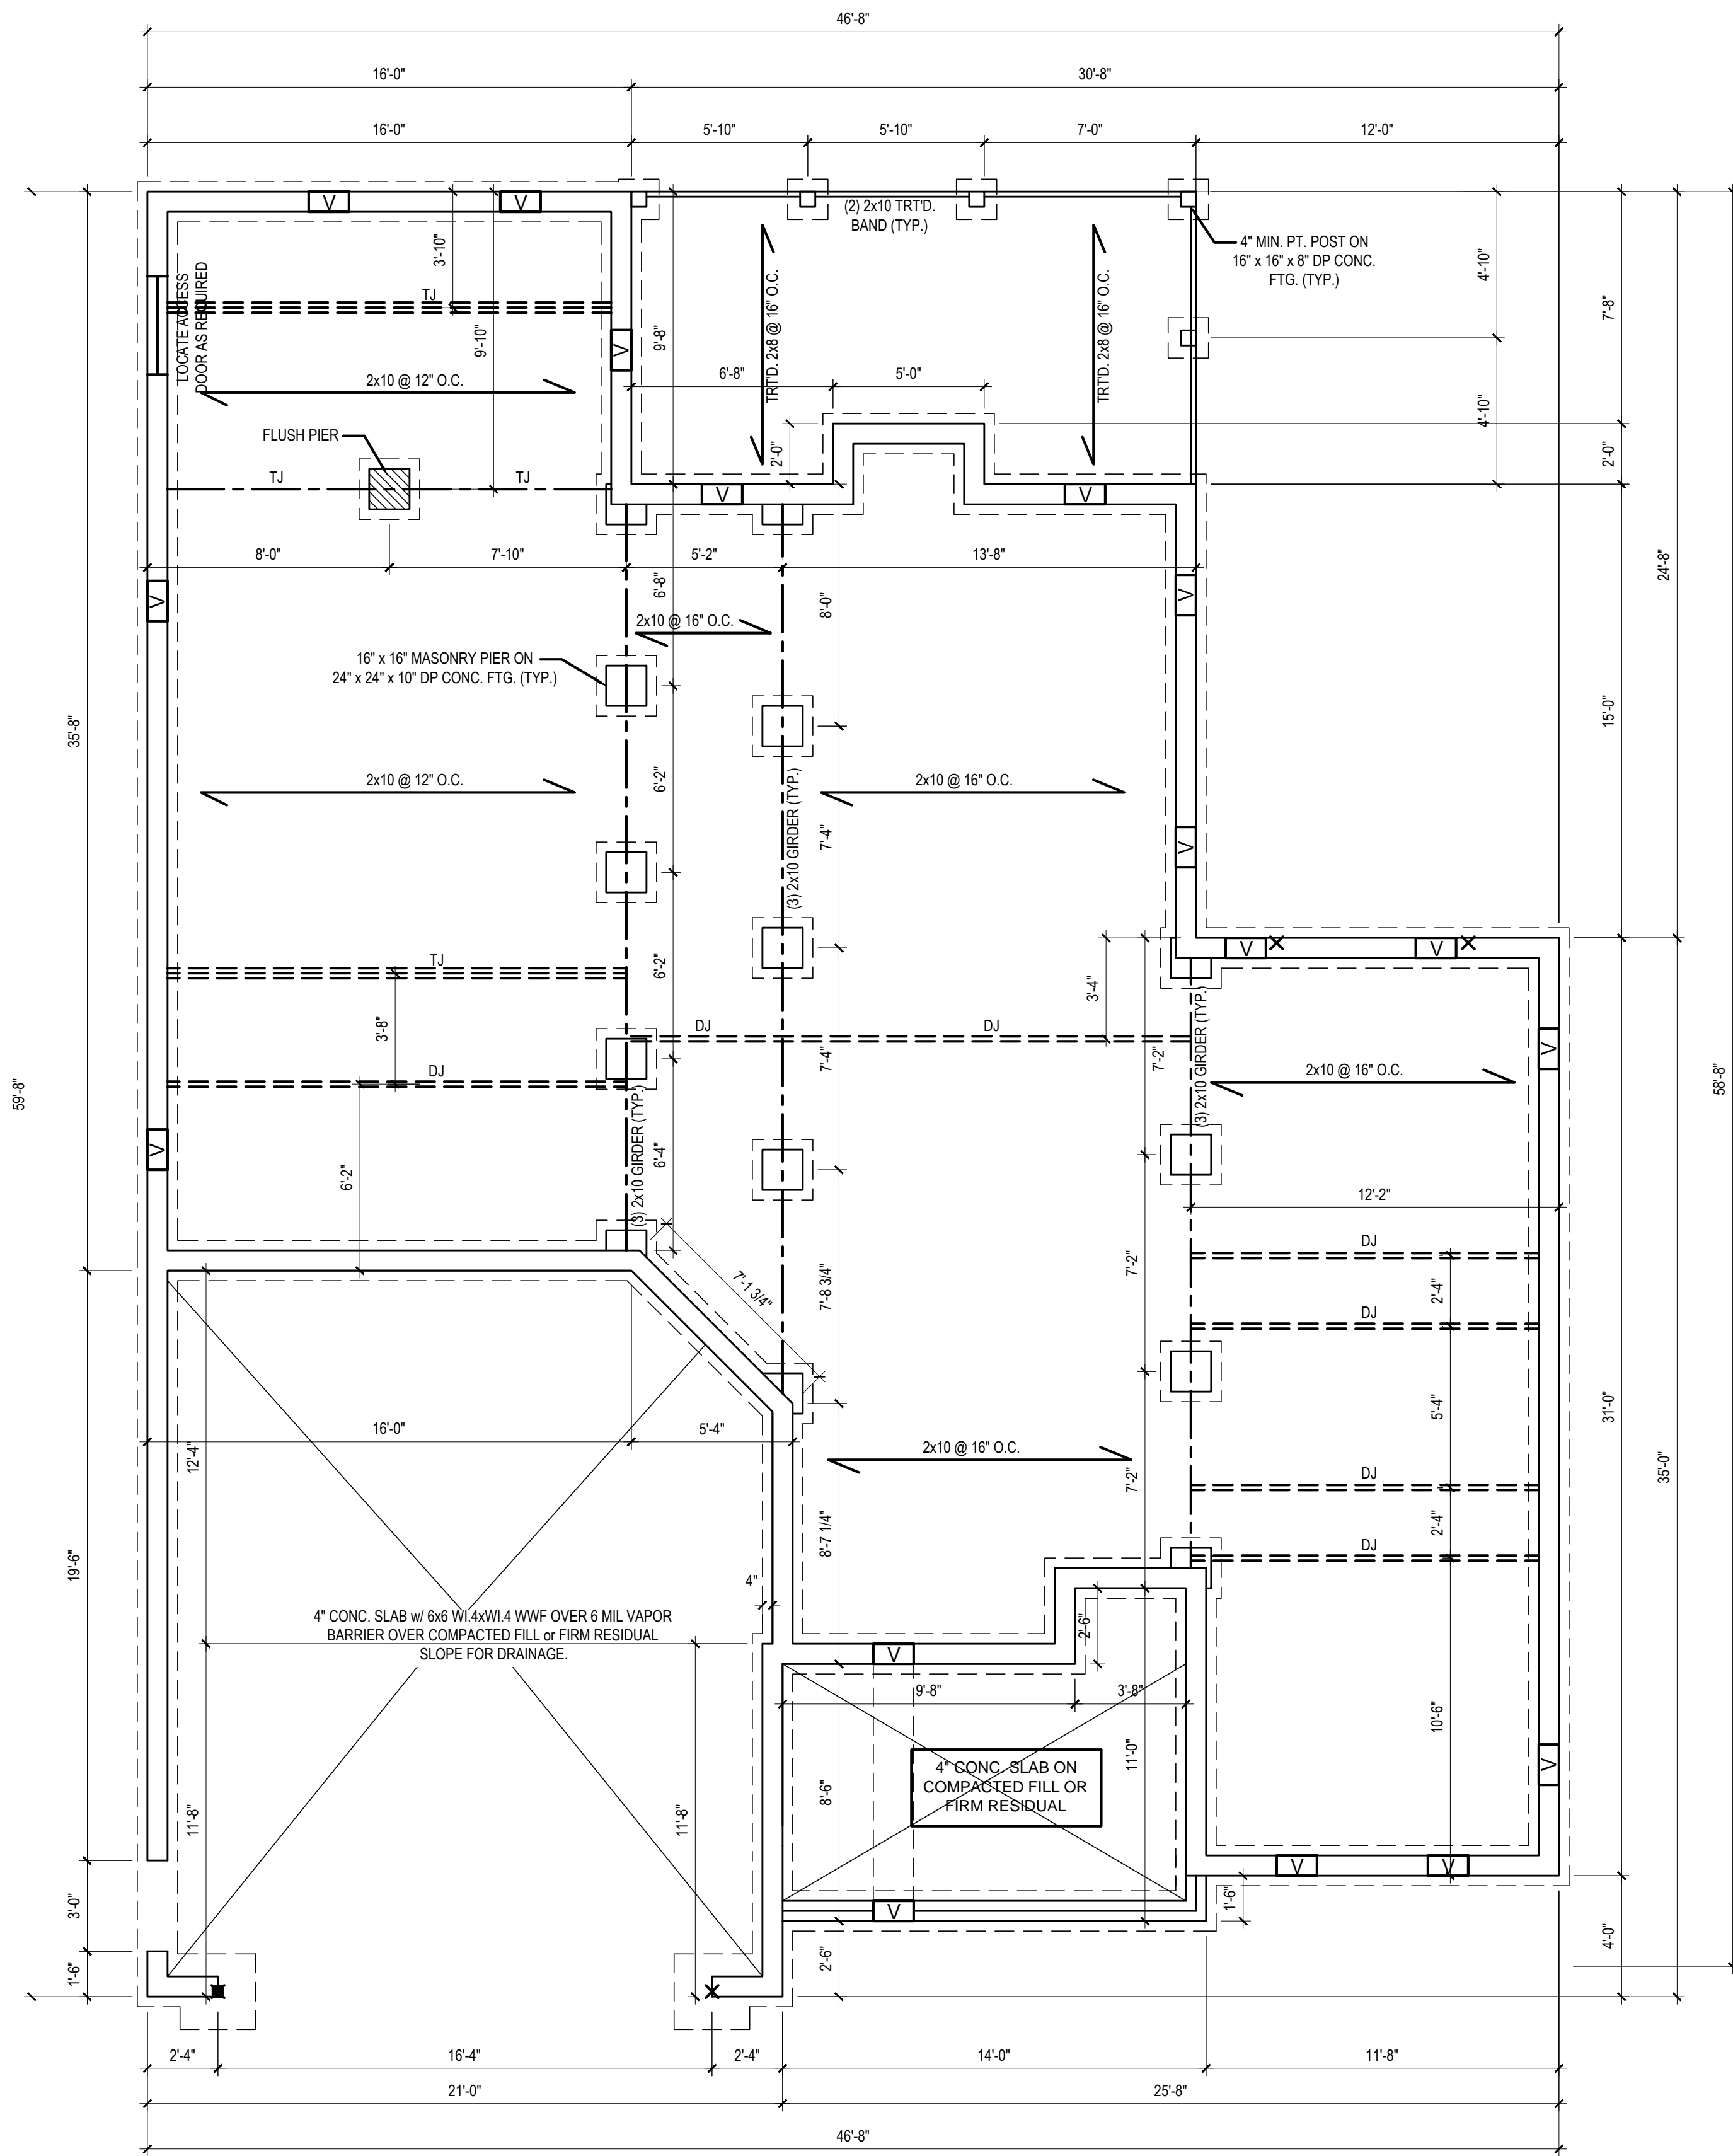 46'-8"
16'-0"
30'-8"
16'-0"
5'-10"
5'-10"
7'-0"
12'-0"
V
V
(2) 2x10 TRT'D.
BAND (TYP.)
4" MIN. PT. POST ON
16" x 16" x 8" DP CONC.
FTG. (TYP.)
3'-10"
4'-10"
7'-8"
LOCATE ACCESS
DOOR AS REQUIRED
TJ
9'-10"
9'-8"
TRT'D. 2x8 @ 16" O.C.
TRT'D. 2x8 @ 16" O.C.
V
2x10 @ 12" O.C.
6'-8"
5'-0"
4'-10"
FLUSH PIER
2'-0"
2'-0"
TJ
TJ
V
V
8'-0"
7'-10"
5'-2"
13'-8"
24'-8"
6'-8"
8'-0"
V
V
2x10 @ 16" O.C.
16" x 16" MASONRY PIER ON
24" x 24" x 10" DP CONC. FTG. (TYP.)
35'-8"
15'-0"
2x10 @ 12" O.C.
6'-2"
(3) 2x10 GIRDER (TYP.)
2x10 @ 16" O.C.
7'-4"
V
TJ
6'-2"
V
V
3'-4"
3'-8"
DJ
DJ
(3) 2x10 GIRDER (TYP.)
7'-4"
7'-2"
V
DJ
2x10 @ 16" O.C.
59'-8"
58'-8"
V
(3) 2x10 GIRDER (TYP.)
6'-4"
6'-2"
12'-2"
DJ
7'-1 3/4"
7'-8 3/4"
7'-2"
2'-4"
DJ
16'-0"
5'-4"
5'-4"
31'-0"
12'-4"
2x10 @ 16" O.C.
35'-0"
7'-2"
DJ
2'-4"
8'-7 1/4"
DJ
19'-6"
4"
4" CONC. SLAB w/ 6x6 WI.4xWI.4 WWF OVER 6 MIL VAPOR
BARRIER OVER COMPACTED FILL or FIRM RESIDUAL
SLOPE FOR DRAINAGE.
2'-6"
V
9'-8"
3'-8"
10'-6"
11'-0"
4" CONC. SLAB ON
COMPACTED FILL OR
FIRM RESIDUAL
V
8'-6"
11'-8"
11'-8"
V
V
3'-0"
1'-6"
V
4'-0"
2'-6"
1'-6"
2'-4"
16'-4"
2'-4"
14'-0"
11'-8"
21'-0"
25'-8"
46'-8"